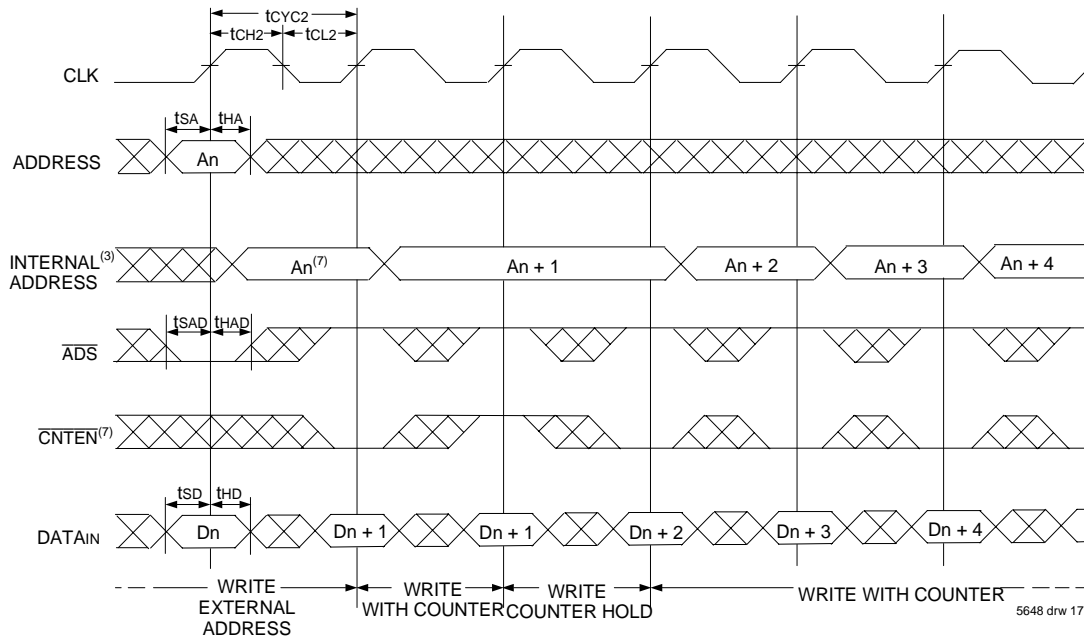 tCYC2
tCH2 tCL2
CLK
tSA tHA
ADDRESS An
INTERNAL(3) ADDRESS An(7) An + 1 An + 2 An + 3 An + 4
tSAD tHAD
ADS
CNTEN(7)
tSD tHD
DATAIN Dn Dn + 1 Dn + 1 Dn + 2 Dn + 3 Dn + 4
WRITE EXTERNAL ADDRESS
WRITE WITH COUNTER
WRITE COUNTER HOLD
WRITE WITH COUNTER
5648 drw 17